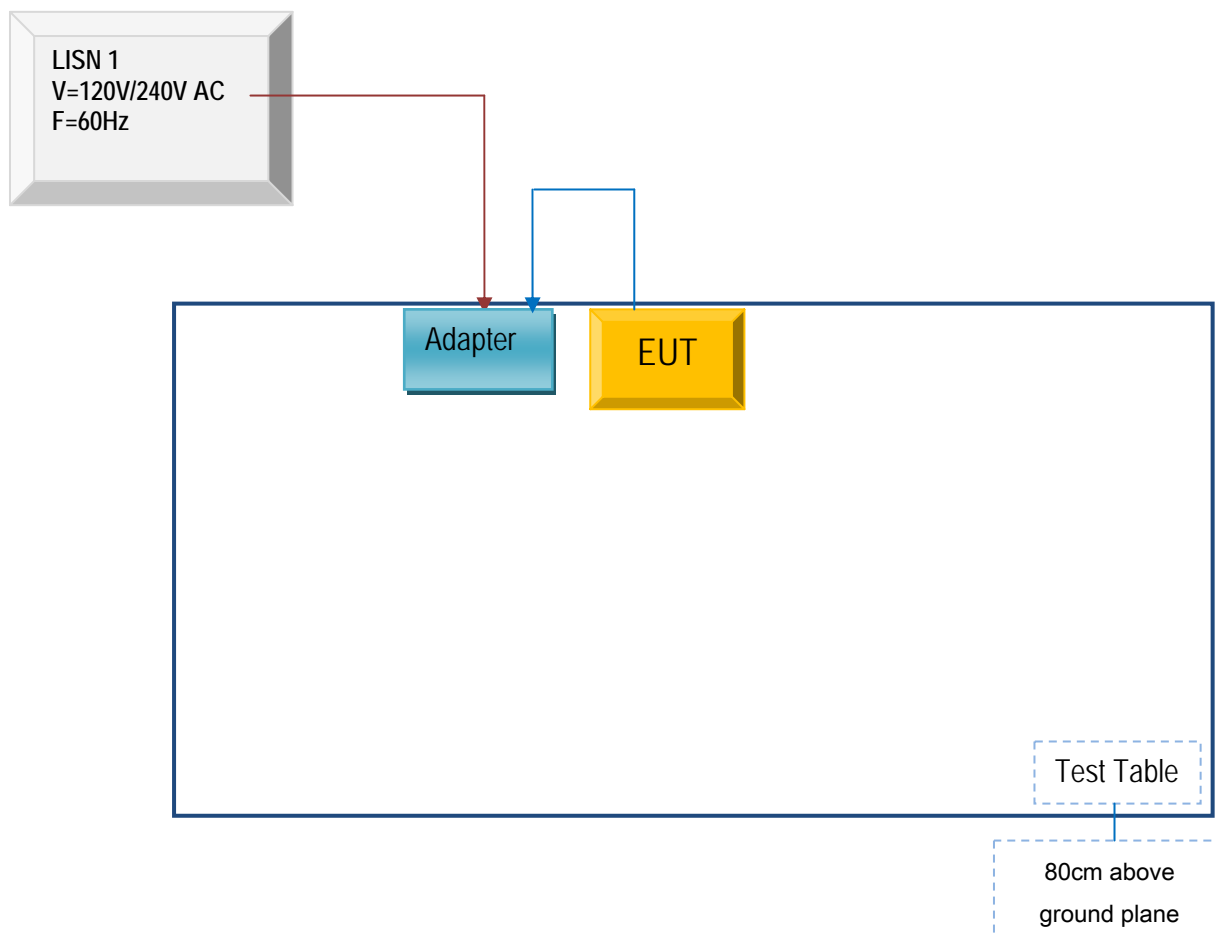 LISN 1
V=120V/240V AC
F=60Hz
Adapter
EUT
Test Table
80cm above
ground plane